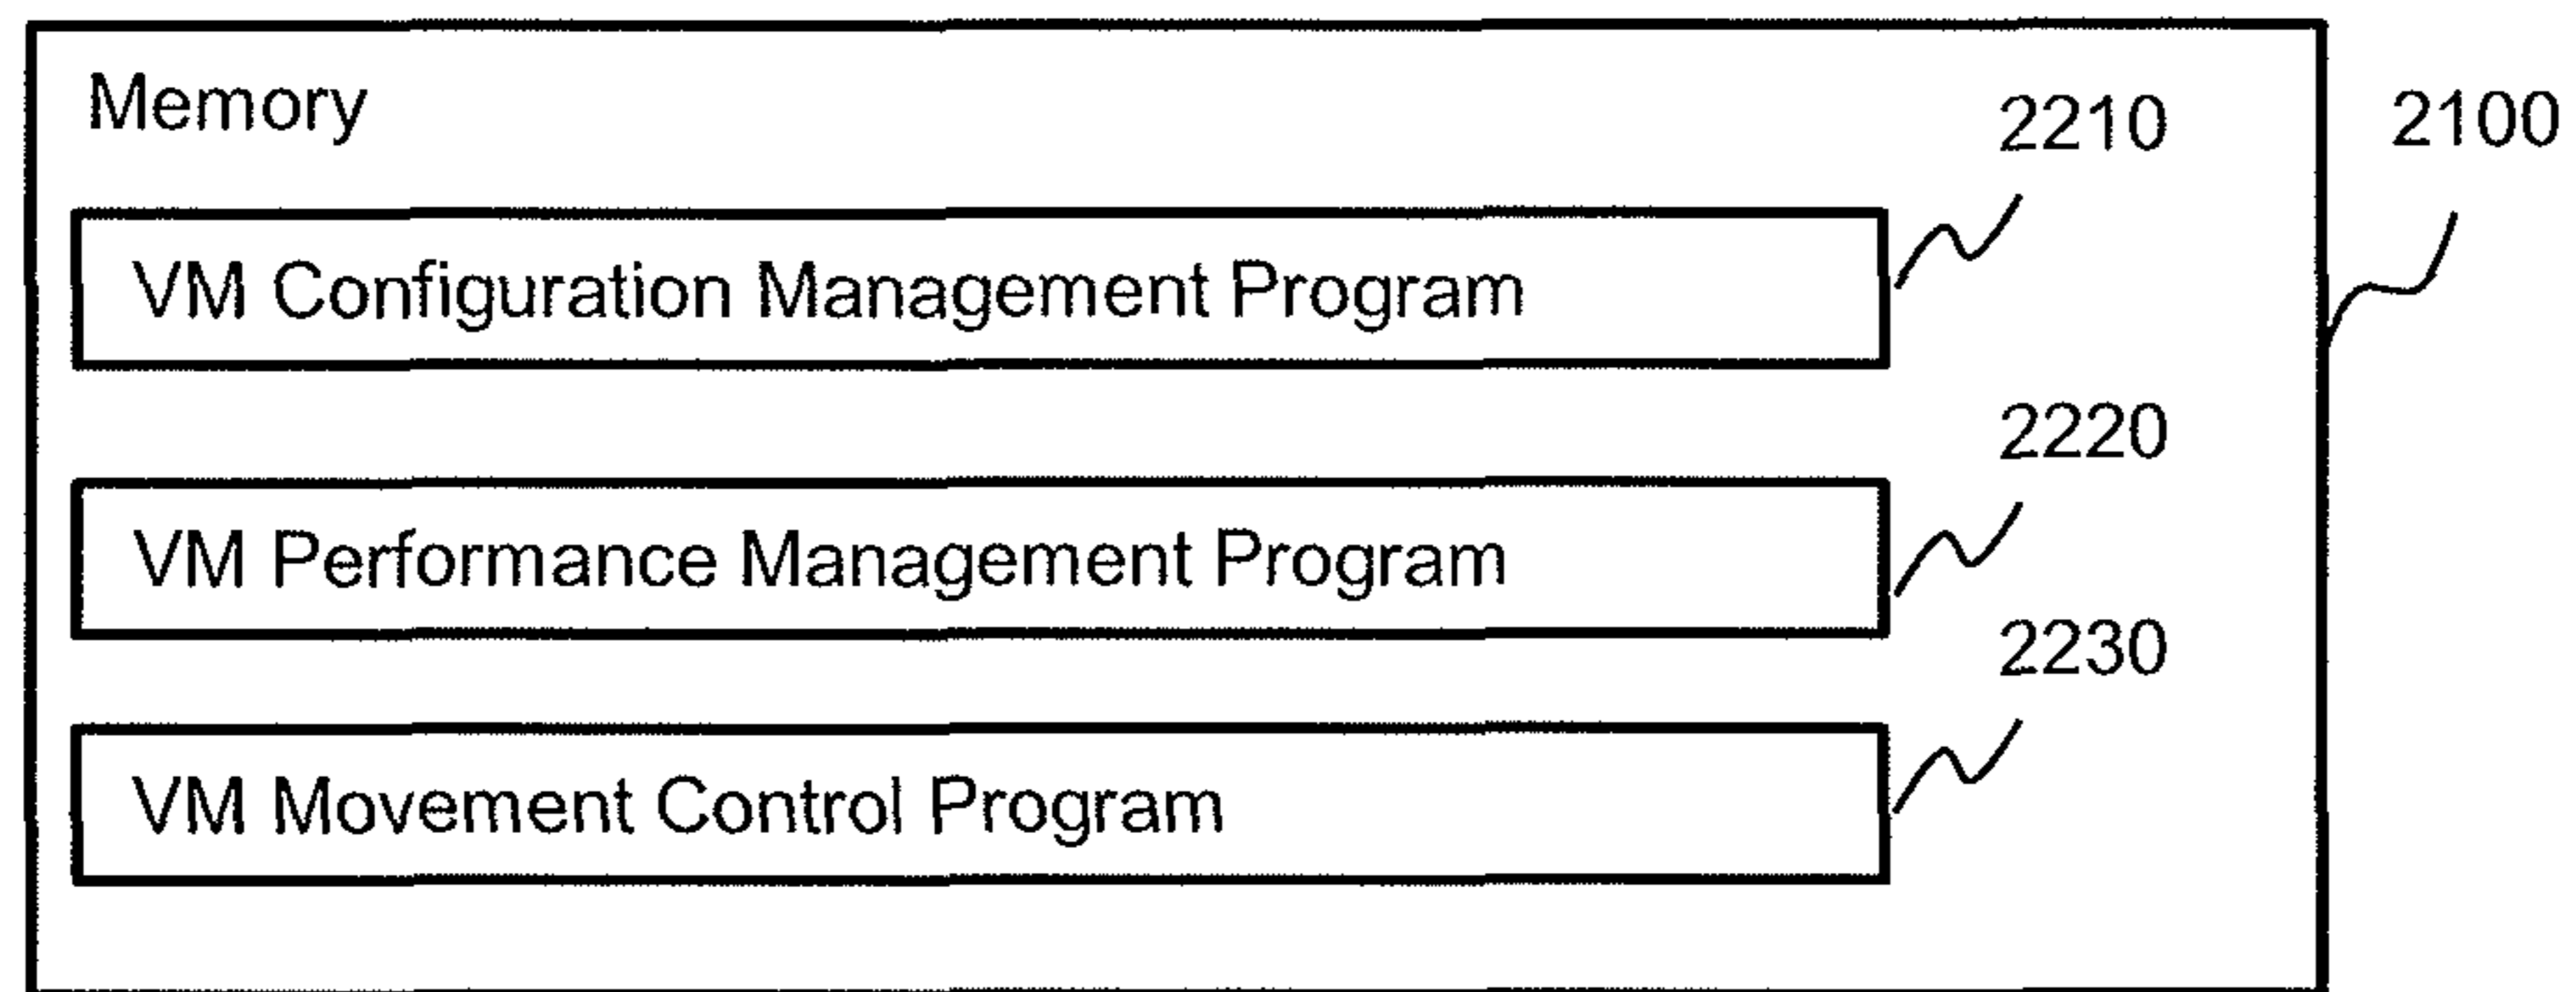 Memory
2210
2100
VM Configuration Management Program
2220
VM Performance Management Program
2230
VM Movement Control Program